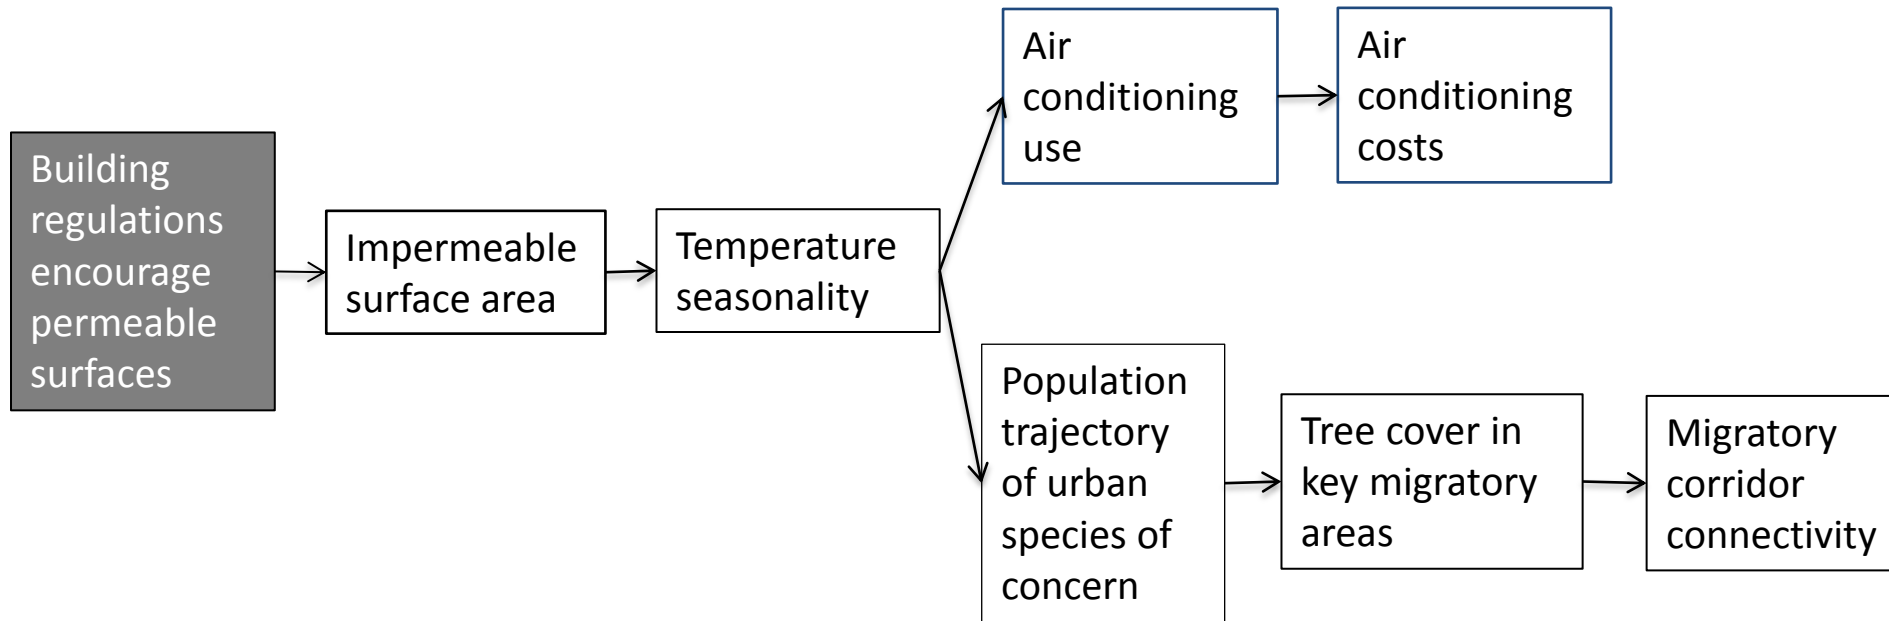 Building
regulations
encourage
permeable
surfaces
Impermeable
surface area
Temperature
seasonality
Air
conditioning
use
Air
conditioning
costs
Population
trajectory
of urban
species of
concern
Tree cover in
key migratory
areas
Migratory
corridor
connectivity